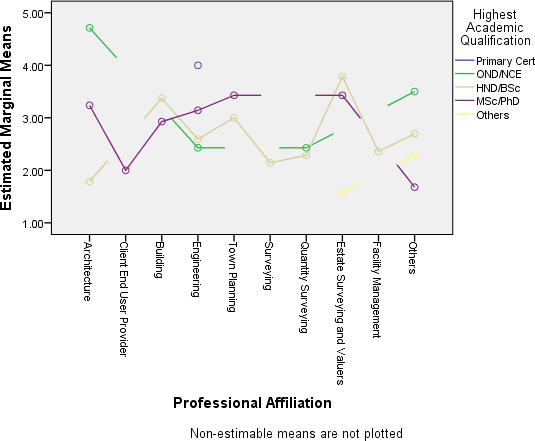 Highest
Academic
Qualification
Primary Cert
OND/NCE
HND/BSc
MSc/PhD
Others
Estimated Marginal Means
5.00
4.00
3.00
2.00
1.00
Architecture
Client End User Provider
Building
Engineering
Town Planning
Surveying
Quantity Surveying
Estate Surveying and Valuers
Facility Management
Others
Professional Affiliation
Non-estimable means are not plotted